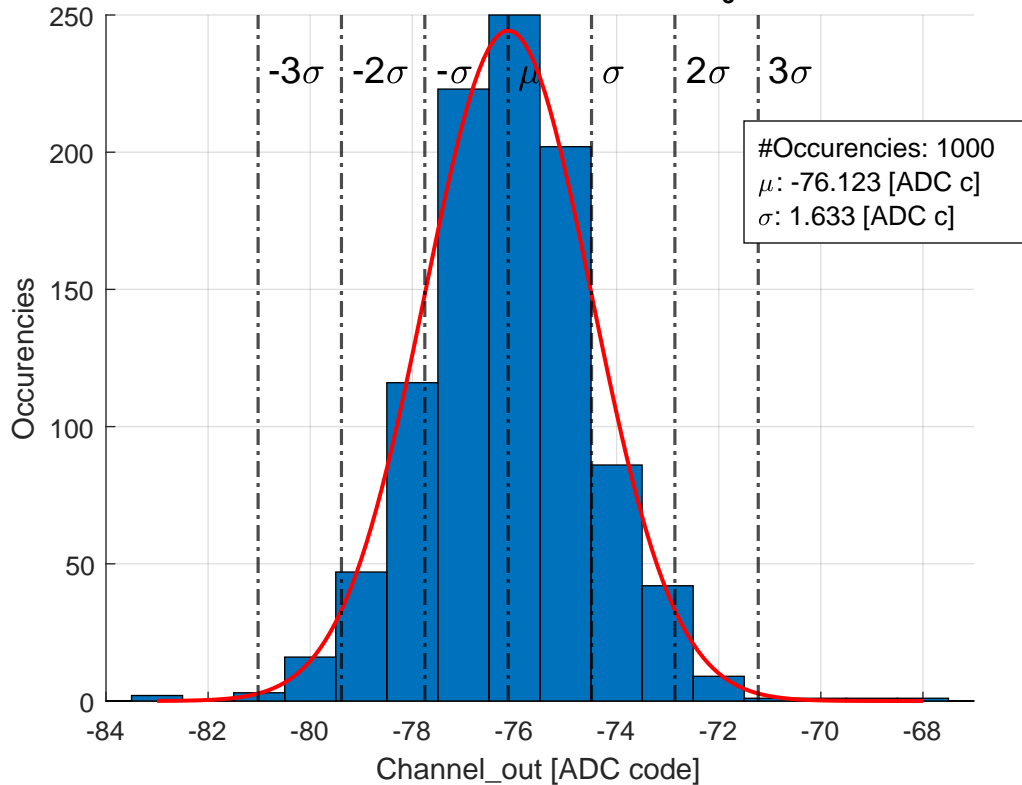 250
200
150
100
50
0
-3σ -2σ -σ μ σ 2σ 3σ
#Occurencies: 1000
μ: -76.123 [ADC c]
σ: 1.633 [ADC c]
Occurencies
-84 -82 -80 -78 -76 -74 -72 -70 -68
Channel_out [ADC code]